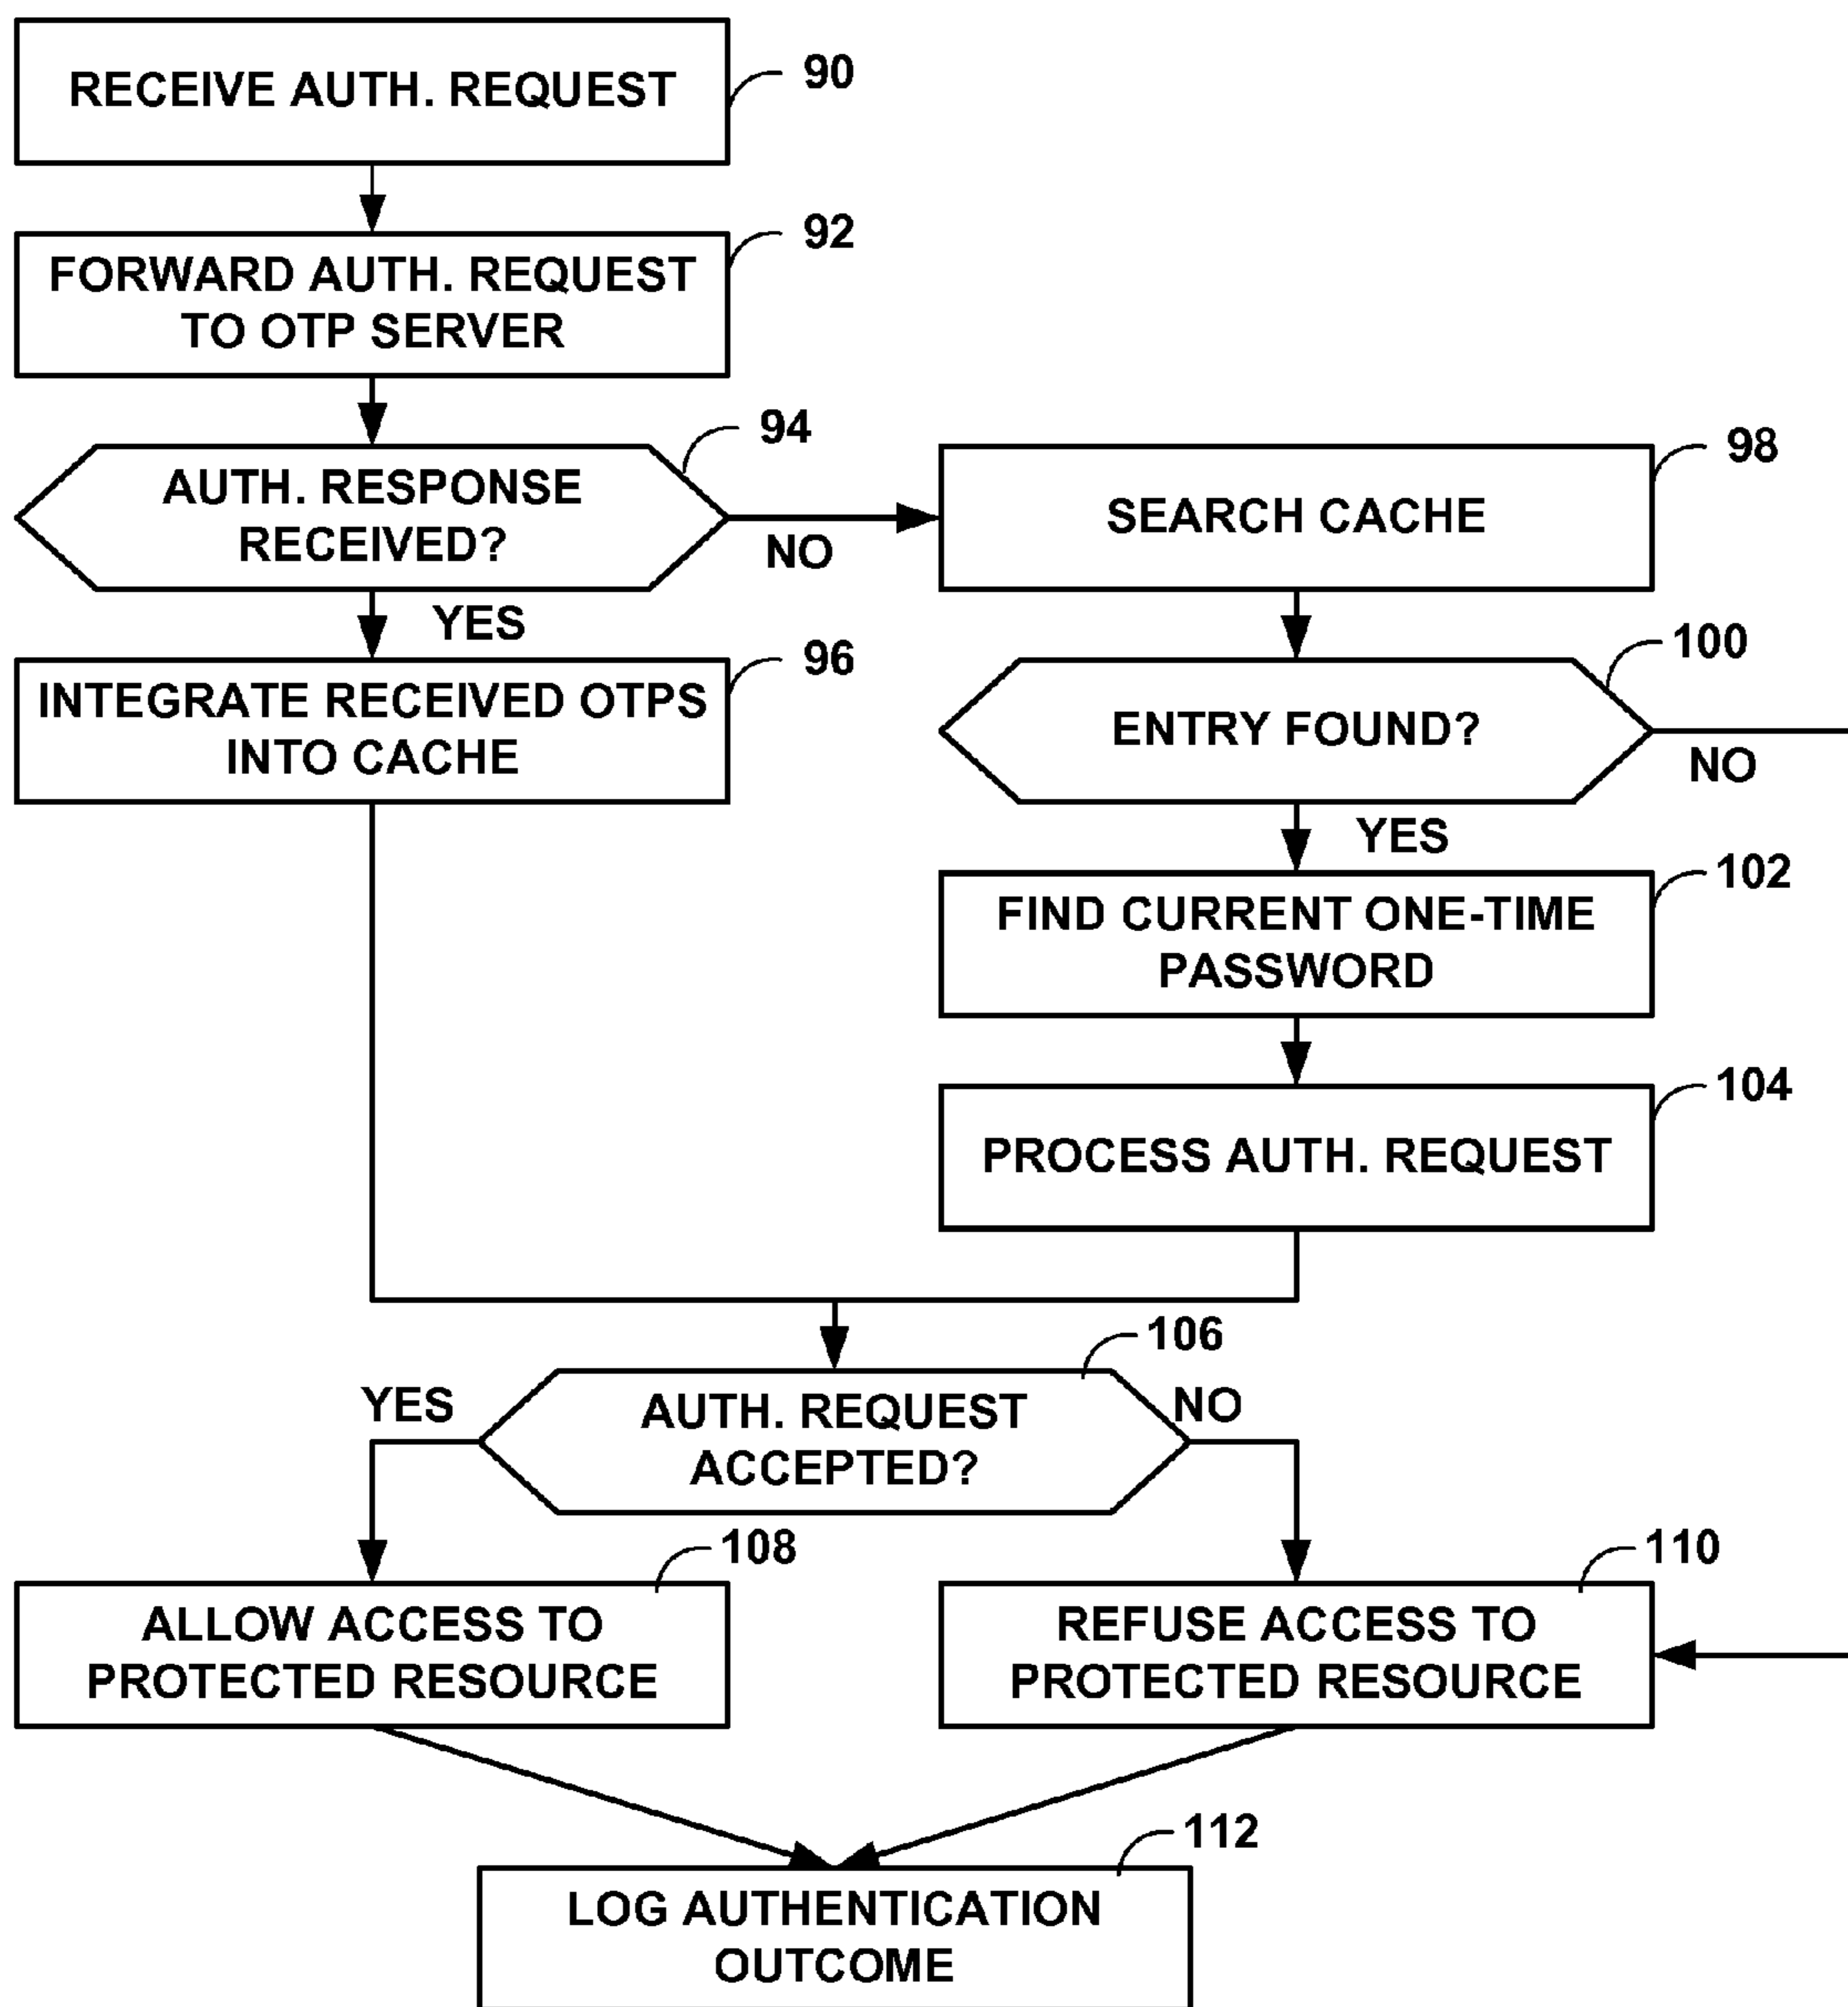 RECEIVE AUTH. REQUEST
90
FORWARD AUTH. REQUEST
TO OTP SERVER
92
AUTH. RESPONSE
RECEIVED?
94
NO
YES
SEARCH CACHE
98
INTEGRATE RECEIVED OTPS
INTO CACHE
96
ENTRY FOUND?
100
NO
YES
FIND CURRENT ONE-TIME
PASSWORD
102
PROCESS AUTH. REQUEST
104
AUTH. REQUEST
ACCEPTED?
106
YES
NO
ALLOW ACCESS TO
PROTECTED RESOURCE
108
REFUSE ACCESS TO
PROTECTED RESOURCE
110
LOG AUTHENTICATION
OUTCOME
112